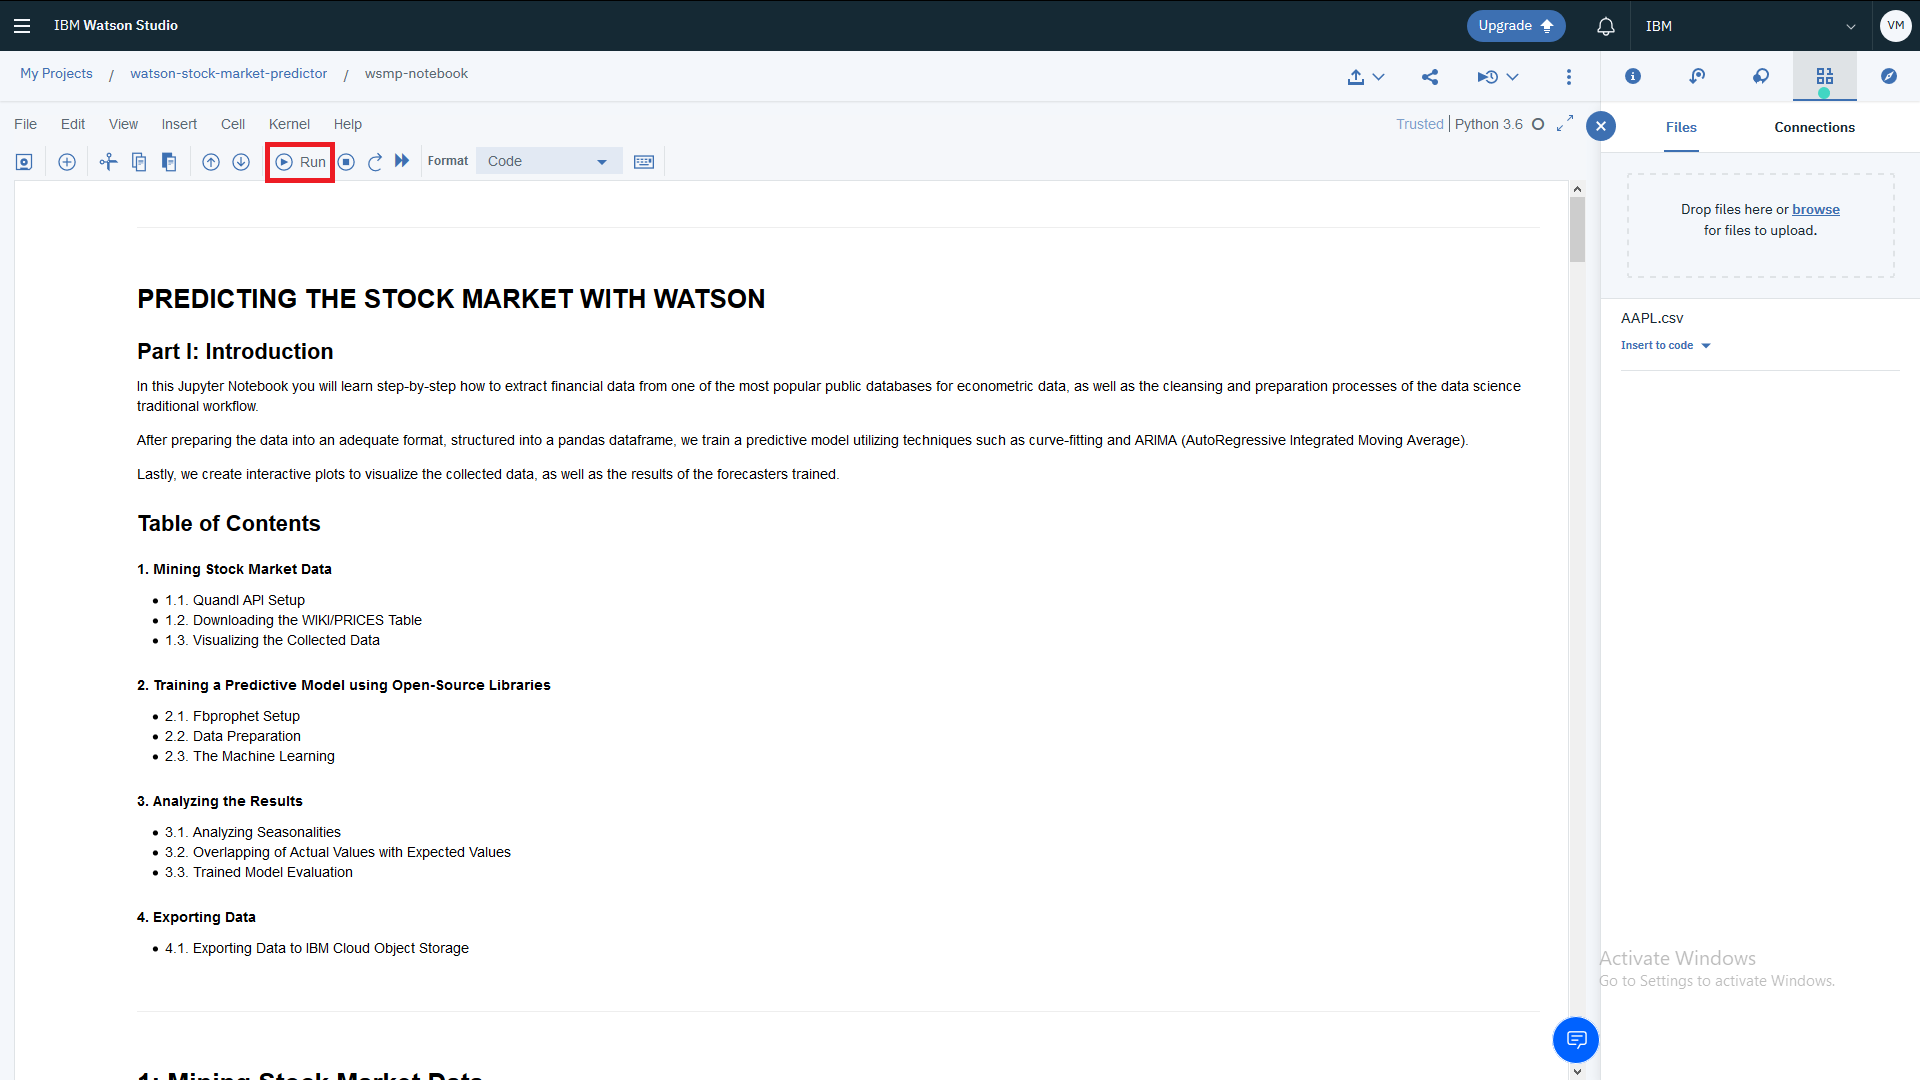 IBM Watson Studio
Upgrade
IBM
VM
My Projects / watson-stock-market-predictor / wsmp-notebook
File Edit View Insert Cell Kernel Help
Trusted | Python 3.6
Run
Format
Code
Files
Connections
Drop files here or browse
for files to upload.
AAPL.csv
Insert to code
PREDICTING THE STOCK MARKET WITH WATSON
Part I: Introduction
In this Jupyter Notebook you will learn step-by-step how to extract financial data from one of the most popular public databases for econometric data, as well as the cleansing and preparation processes of the data science
traditional workflow.
After preparing the data into an adequate format, structured into a pandas dataframe, we train a predictive model utilizing techniques such as curve-fitting and ARIMA (AutoRegressive Integrated Moving Average).
Lastly, we create interactive plots to visualize the collected data, as well as the results of the forecasters trained.
Table of Contents
1. Mining Stock Market Data
• 1.1. Quandl API Setup
• 1.2. Downloading the WIKI/PRICES Table
• 1.3. Visualizing the Collected Data
2. Training a Predictive Model using Open-Source Libraries
• 2.1. Fbprophet Setup
• 2.2. Data Preparation
• 2.3. The Machine Learning
3. Analyzing the Results
• 3.1. Analyzing Seasonalities
• 3.2. Overlapping of Actual Values with Expected Values
• 3.3. Trained Model Evaluation
4. Exporting Data
• 4.1. Exporting Data to IBM Cloud Object Storage
Activate Windows
Go to Settings to activate Windows.
1: Mining Stock Market Data